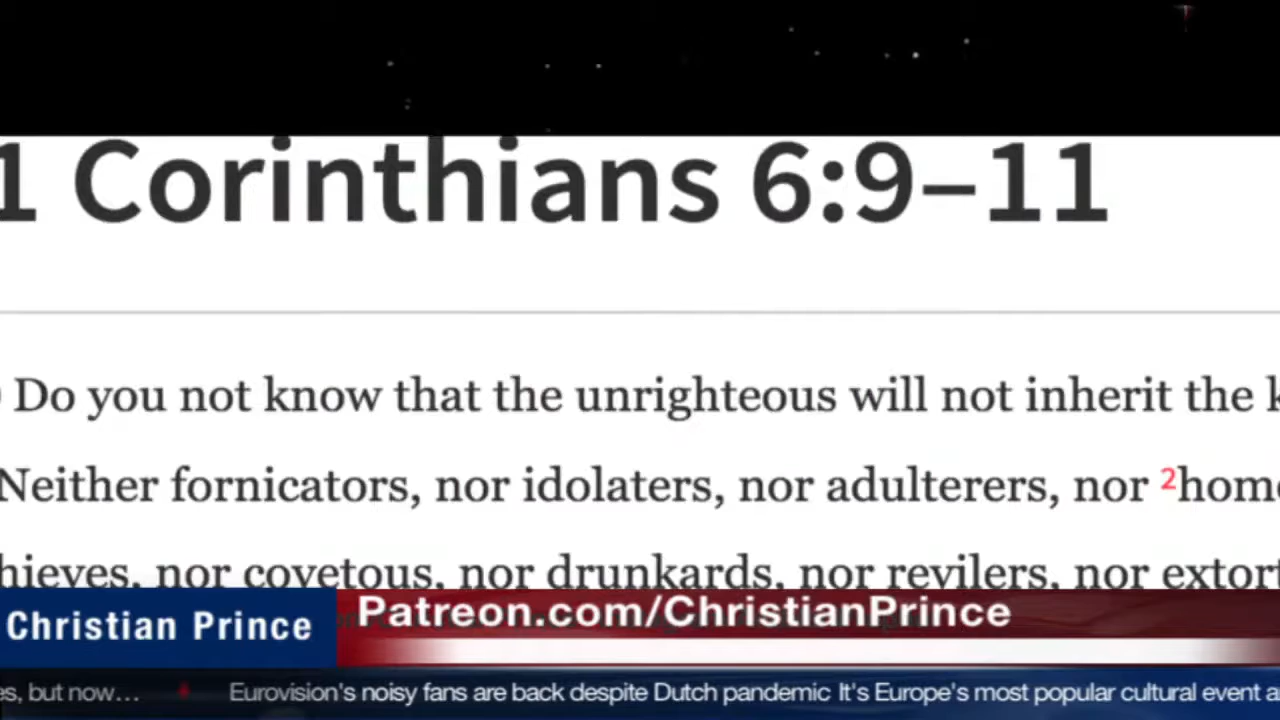 1 Corinthians 6:9–11
Do you not know that the unrighteous will not inherit the
Neither fornicators, nor idolaters, nor adulterers, nor ²hom
hieves, nor covetous, nor drunkards, nor revilers, nor extort
Christian Prince
Patreon.com/ChristianPrince
es, but now... Eurovision's noisy fans are back despite Dutch pandemic It's Europe's most popular cultural event a